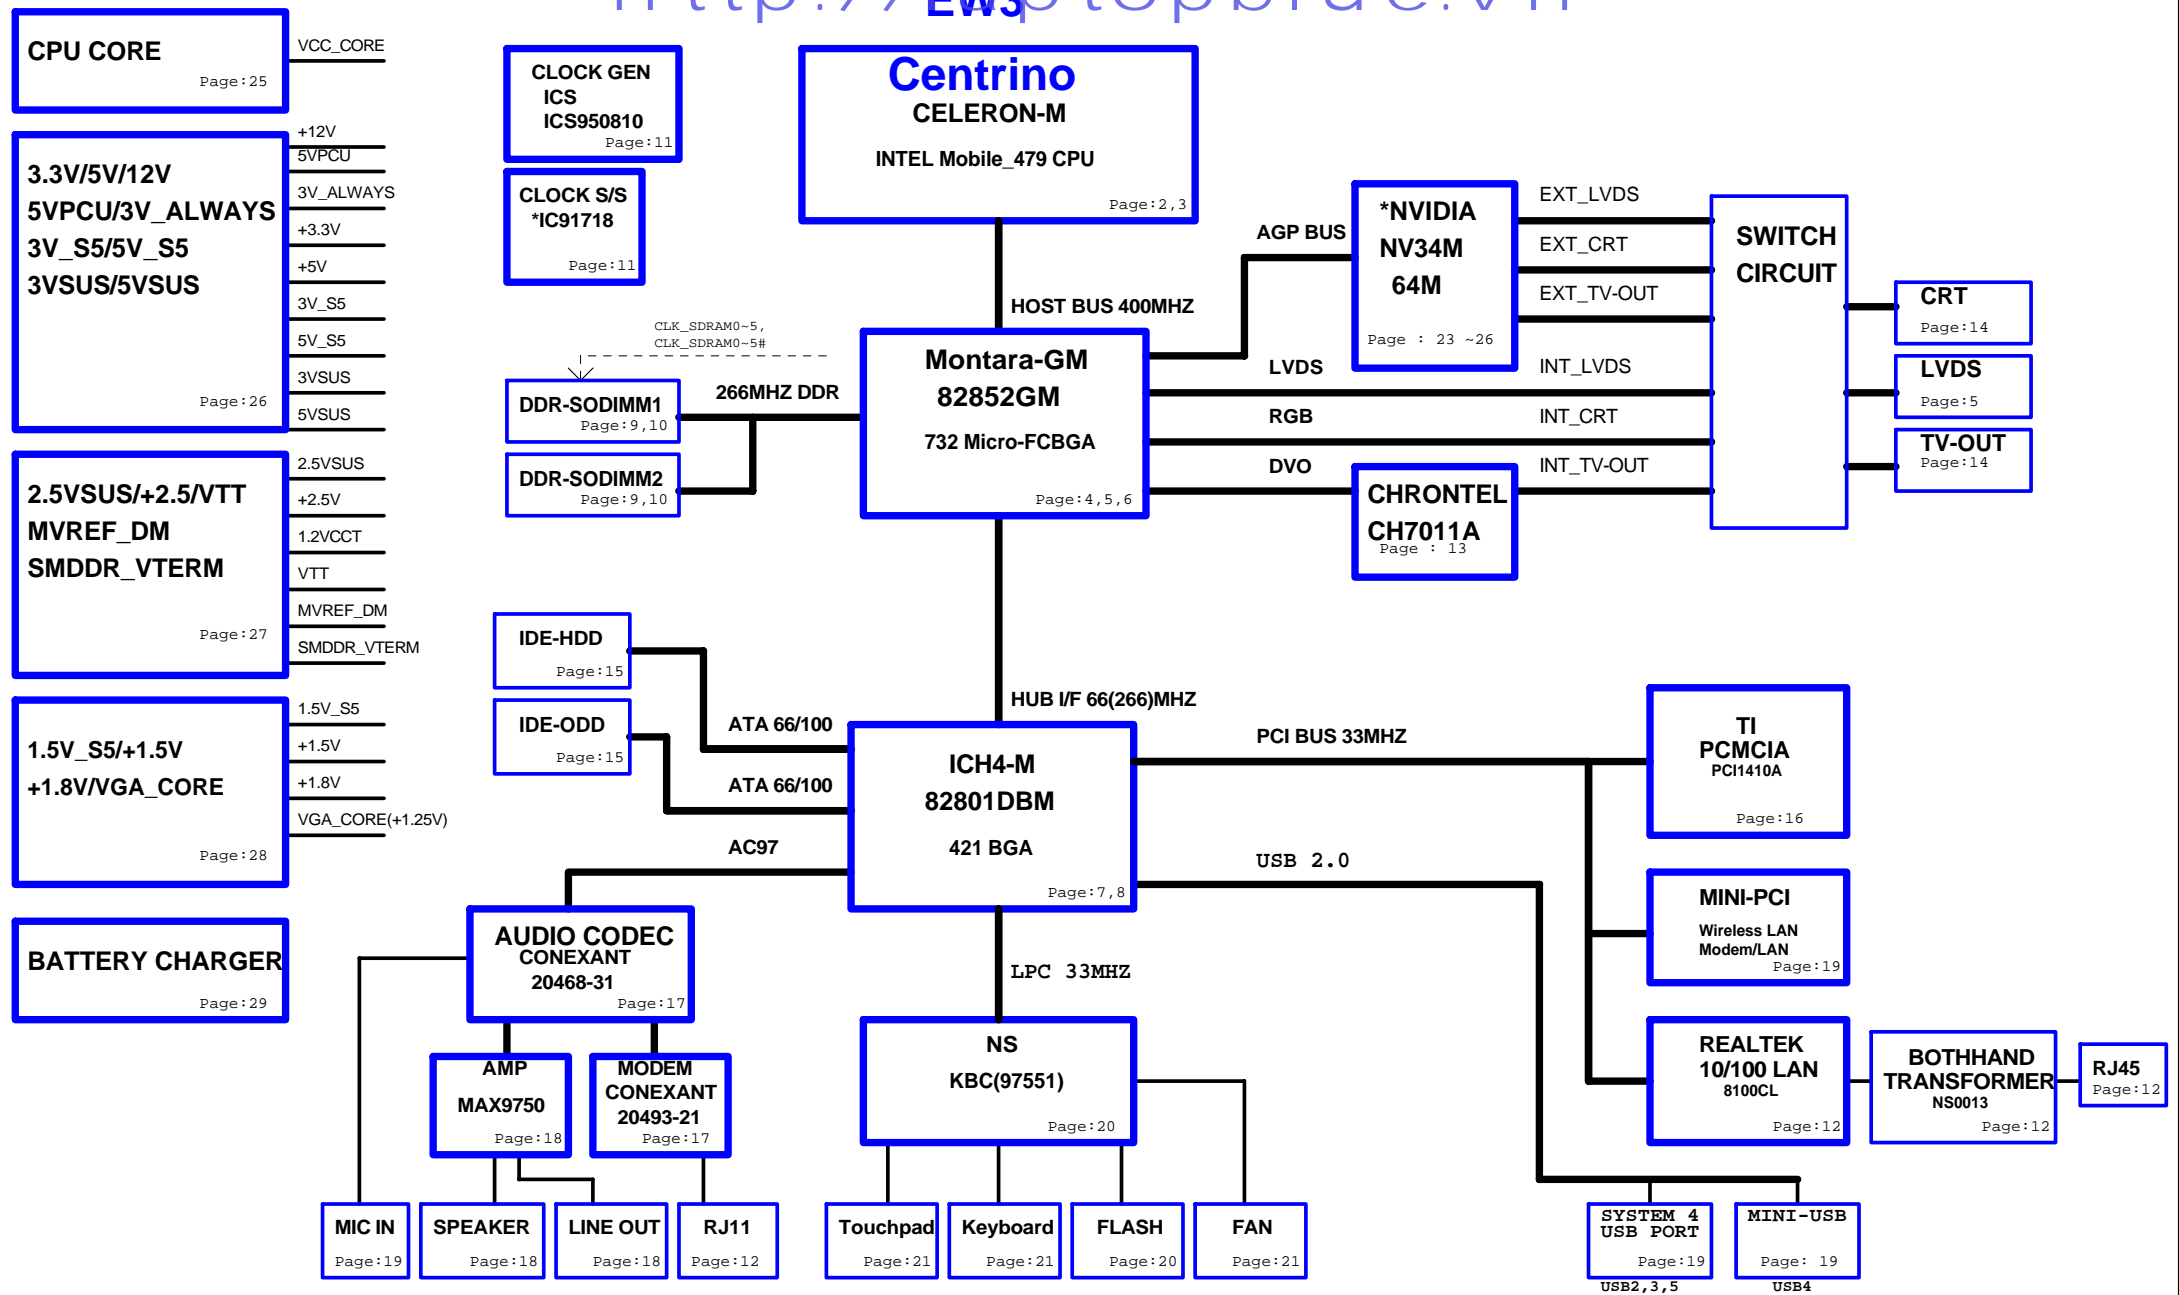 http://laptopblue.vn
EW3
CPU CORE
Page:25
VCC_CORE
3.3V/5V/12V
5VPCU/3V_ALWAYS
3V_S5/5V_S5
3VSUS/5VSUS
Page:26
+12V
5VPCU
3V_ALWAYS
+3.3V
+5V
3V_S5
5V_S5
3VSUS
5VSUS
2.5VSUS/+2.5/VTT
MVREF_DM
SMDDR_VTERM
Page:27
2.5VSUS
+2.5V
1.2VCCT
VTT
MVREF_DM
SMDDR_VTERM
1.5V_S5/+1.5V
+1.8V/VGA_CORE
Page:28
1.5V_S5
+1.5V
+1.8V
VGA_CORE(+1.25V)
BATTERY CHARGER
Page:29
CLOCK GEN
ICS
ICS950810
Page:11
CLOCK S/S
*IC91718
Page:11
Centrino
CELERON-M
INTEL Mobile_479 CPU
Page:2,3
HOST BUS 400MHZ
CLK_SDRAM0~5,
CLK_SDRAM0~5#
DDR-SODIMM1
Page:9,10
DDR-SODIMM2
Page:9,10
266MHZ DDR
Montara-GM
82852GM
732 Micro-FCBGA
Page:4,5,6
AGP BUS
LVDS
RGB
DVO
*NVIDIA
NV34M
64M
Page : 23 ~26
CHRONTEL
CH7011A
Page : 13
EXT_LVDS
EXT_CRT
EXT_TV-OUT
INT_LVDS
INT_CRT
INT_TV-OUT
SWITCH
CIRCUIT
CRT
Page:14
LVDS
Page:5
TV-OUT
Page:14
HUB I/F 66(266)MHZ
IDE-HDD
Page:15
IDE-ODD
Page:15
ATA 66/100
ATA 66/100
AC97
ICH4-M
82801DBM
421 BGA
Page:7,8
PCI BUS 33MHZ
USB 2.0
LPC 33MHZ
TI
PCMCIA
PCI1410A
Page:16
MINI-PCI
Wireless LAN
Modem/LAN
Page:19
REALTEK
10/100 LAN
8100CL
Page:12
BOTHHAND
TRANSFORMER
NS0013
Page:12
RJ45
Page:12
AUDIO CODEC
CONEXANT
20468-31
Page:17
AMP
MAX9750
Page:18
MODEM
CONEXANT
20493-21
Page:17
NS
KBC(97551)
Page:20
MIC IN
Page:19
SPEAKER
Page:18
LINE OUT
Page:18
RJ11
Page:12
Touchpad
Page:21
Keyboard
Page:21
FLASH
Page:20
FAN
Page:21
SYSTEM 4
USB PORT
Page:19
USB2,3,5
MINI-USB
Page: 19
USB4